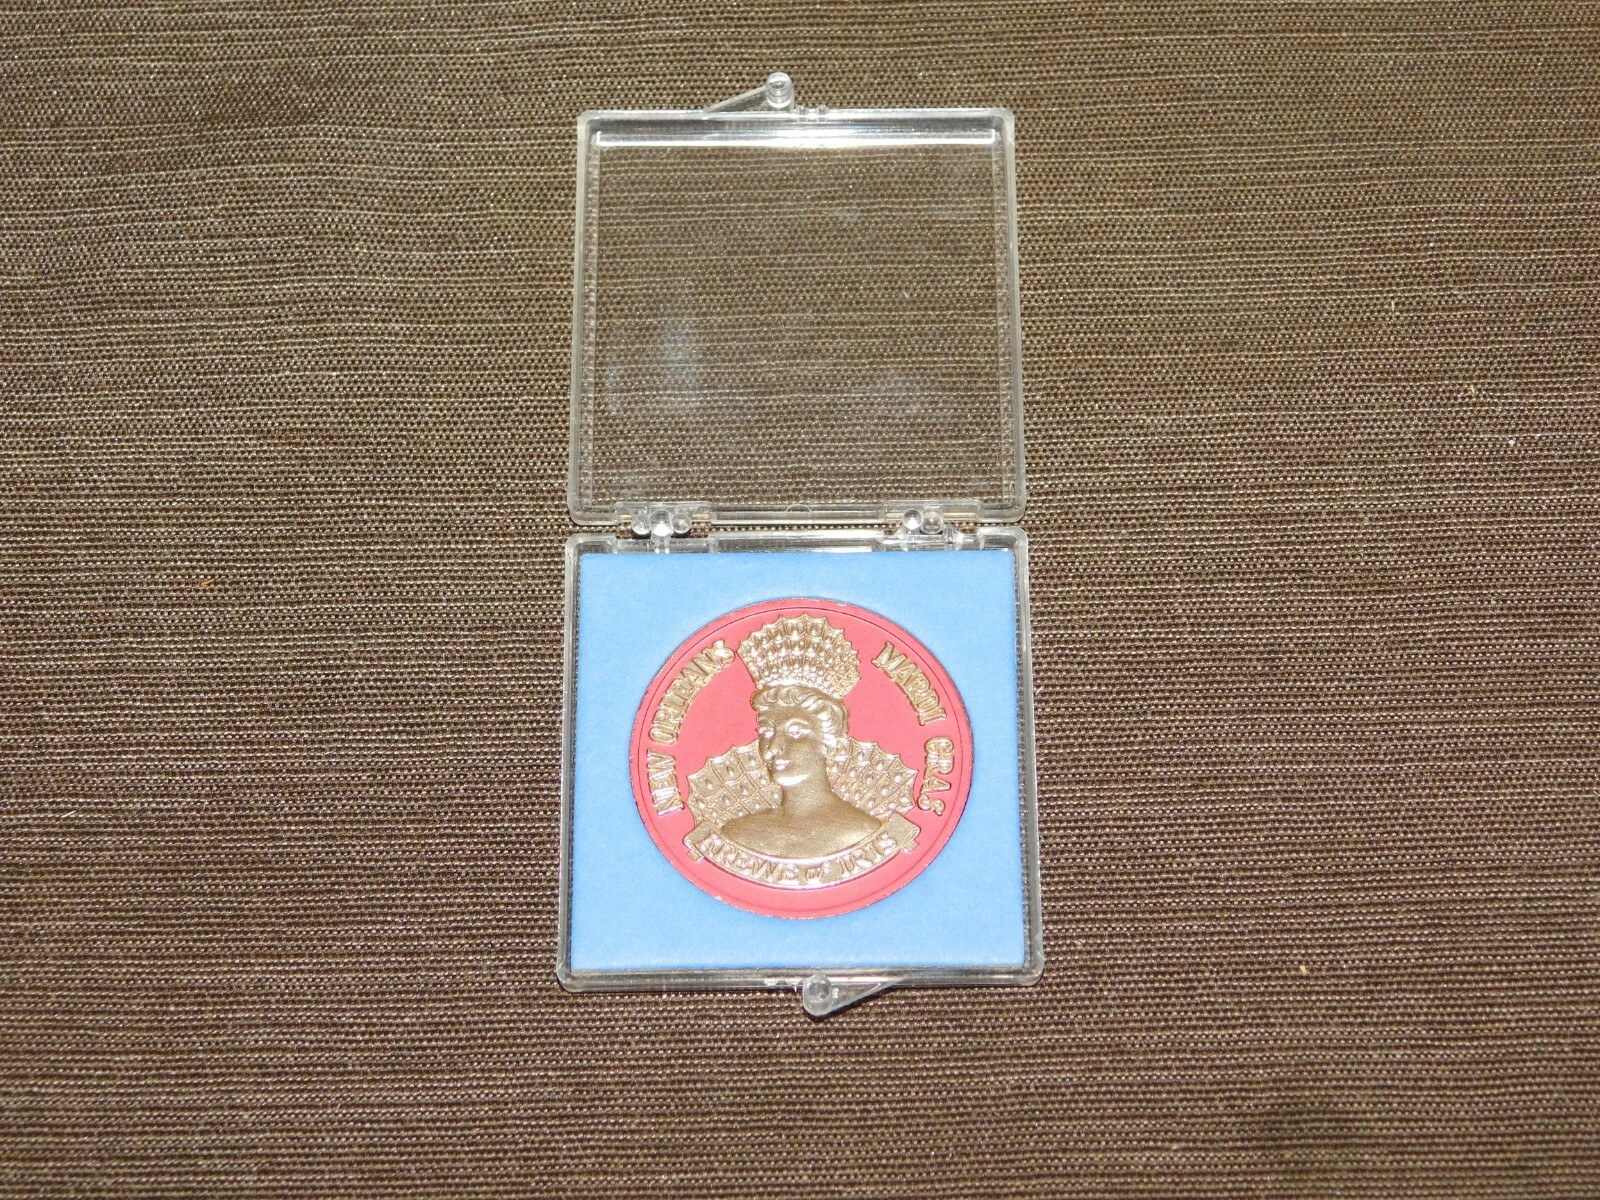 NEW ORLEANS
MARDI GRAS
KREWE of IRIS